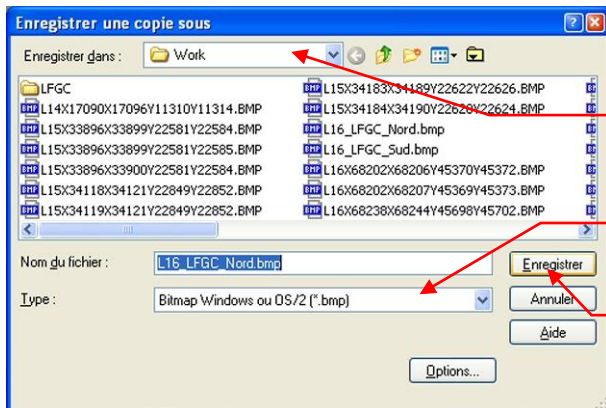 Enregistrer une copie sous
Enregistrer dans :
Work
LFGC
L14X17090X17096Y11310Y11314.BMP
L15X33896X33899Y22581Y22584.BMP
L15X33896X33899Y22581Y22585.BMP
L15X33896X33900Y22581Y22584.BMP
L15X34118X34121Y22849Y22852.BMP
L15X34119X34121Y22849Y22852.BMP
L15X34183X34189Y22622Y22626.BMP
L15X34184X34190Y22620Y22624.BMP
L16_LFGC_Nord.bmp
L16_LFGC_Sud.bmp
L16X68202X68206Y45370Y45372.BMP
L16X68202X68207Y45369Y45373.BMP
L16X68238X68244Y45698Y45702.BMP
Nom du fichier :
L16_LFGC_Nord.bmp
Enregistrer
Type :
Bitmap Windows ou OS/2 (*.bmp)
Annuler
Aide
Options...